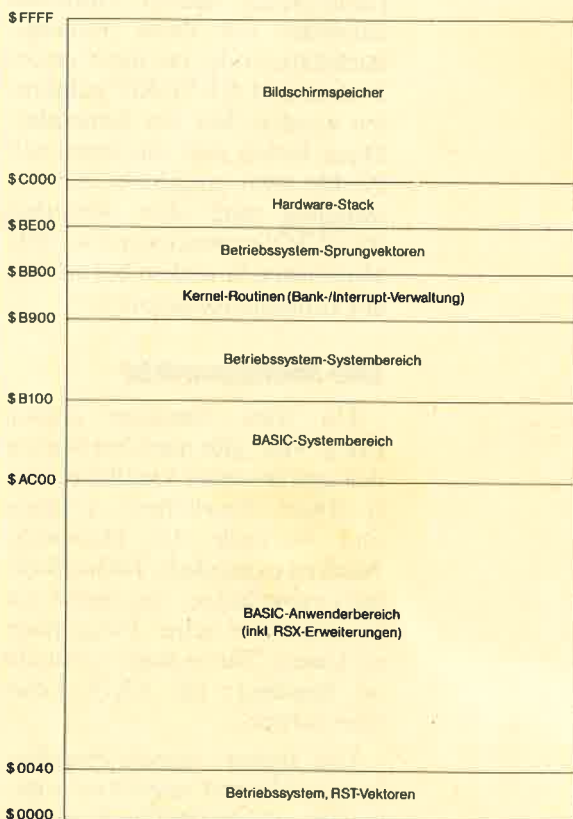 $FFFF
Bildschirmspeicher
$C000
Hardware-Stack
$BE00
Betriebssystem-Sprungvektoren
$BB00
Kernel-Routinen (Bank-/Interrupt-Verwaltung)
$B900
Betriebssystem-Systembereich
$B100
BASIC-Systembereich
$AC00
BASIC-Anwenderbereich
(inkl. RSX-Erweiterungen)
$0040
Betriebssystem, RST-Vektoren
$0000